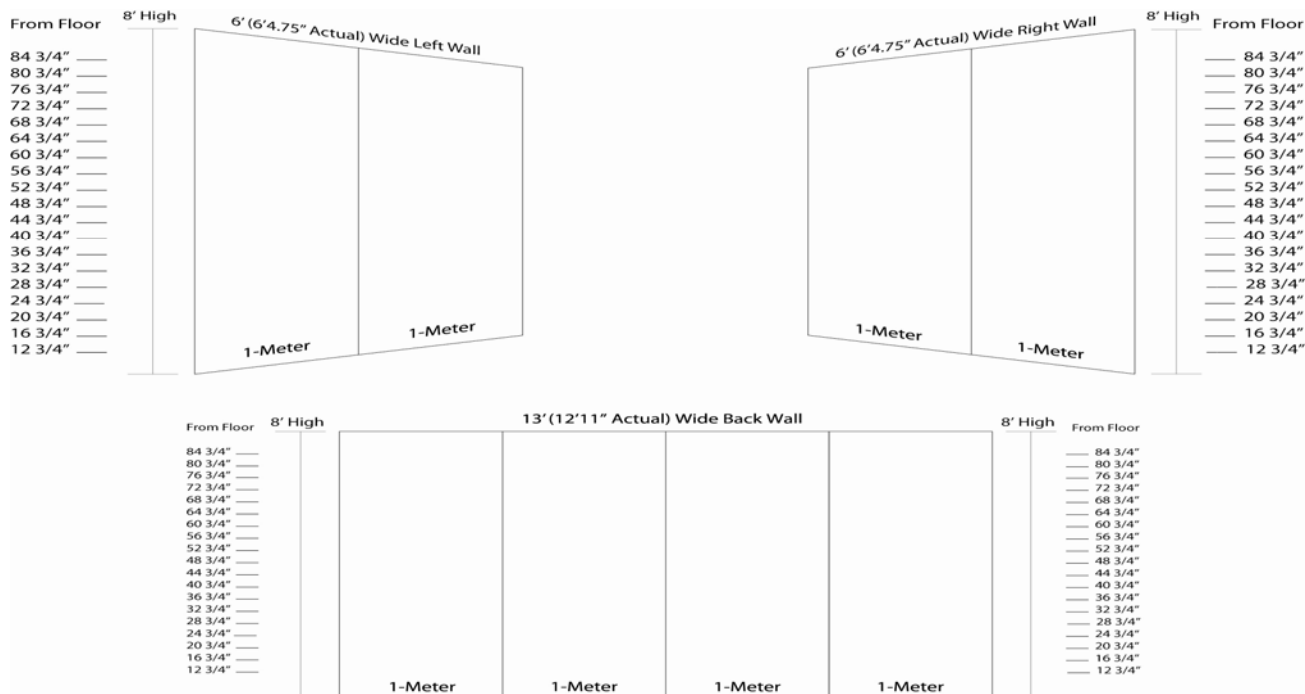 From Floor 8’ High 6’ (6’4.75” Actual) Wide Left Wall
84 3/4”
80 3/4”
76 3/4”
72 3/4”
68 3/4”
64 3/4”
60 3/4”
56 3/4”
52 3/4”
48 3/4”
44 3/4”
40 3/4”
36 3/4”
32 3/4”
28 3/4”
24 3/4”
20 3/4”
16 3/4”
12 3/4”
1-Meter 1-Meter
6’ (6’4.75” Actual) Wide Right Wall 8’ High From Floor
84 3/4”
80 3/4”
76 3/4”
72 3/4”
68 3/4”
64 3/4”
60 3/4”
56 3/4”
52 3/4”
48 3/4”
44 3/4”
40 3/4”
36 3/4”
32 3/4”
28 3/4”
24 3/4”
20 3/4”
16 3/4”
12 3/4”
1-Meter 1-Meter
From Floor 8’ High 13’ (12’11” Actual) Wide Back Wall 8’ High From Floor
84 3/4” 84 3/4”
80 3/4” 80 3/4”
76 3/4” 76 3/4”
72 3/4” 72 3/4”
68 3/4” 68 3/4”
64 3/4” 64 3/4”
60 3/4” 60 3/4”
56 3/4” 56 3/4”
52 3/4” 52 3/4”
48 3/4” 48 3/4”
44 3/4” 44 3/4”
40 3/4” 40 3/4”
36 3/4” 36 3/4”
32 3/4” 32 3/4”
28 3/4” 28 3/4”
24 3/4” 24 3/4”
20 3/4” 20 3/4”
16 3/4” 16 3/4”
12 3/4” 12 3/4”
1-Meter 1-Meter 1-Meter 1-Meter